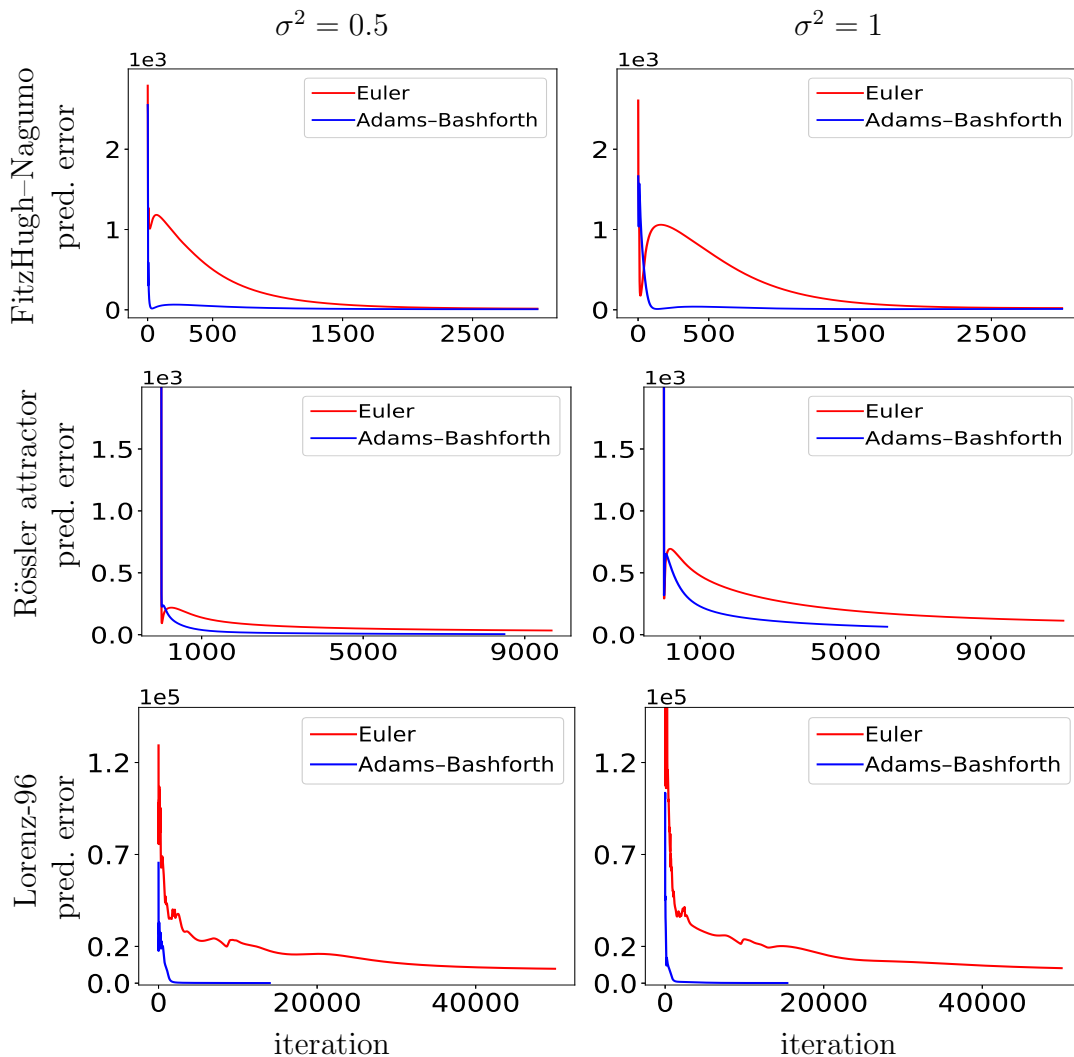 σ² = 0.5
σ² = 1
FitzHugh–Nagumo
pred. error
1e3
2
1
0
0
500
1500
2500
Euler
Adams–Bashforth
1e3
2
1
0
0
500
1500
2500
Euler
Adams–Bashforth
Rössler attractor
pred. error
1e3
1.5
1.0
0.5
0.0
1000
5000
9000
Euler
Adams–Bashforth
1e3
1.5
1.0
0.5
0.0
1000
5000
9000
Euler
Adams–Bashforth
Lorenz-96
pred. error
1e5
1.2
0.7
0.2
0.0
0
20000
40000
Euler
Adams–Bashforth
iteration
1e5
1.2
0.7
0.2
0.0
0
20000
40000
Euler
Adams–Bashforth
iteration